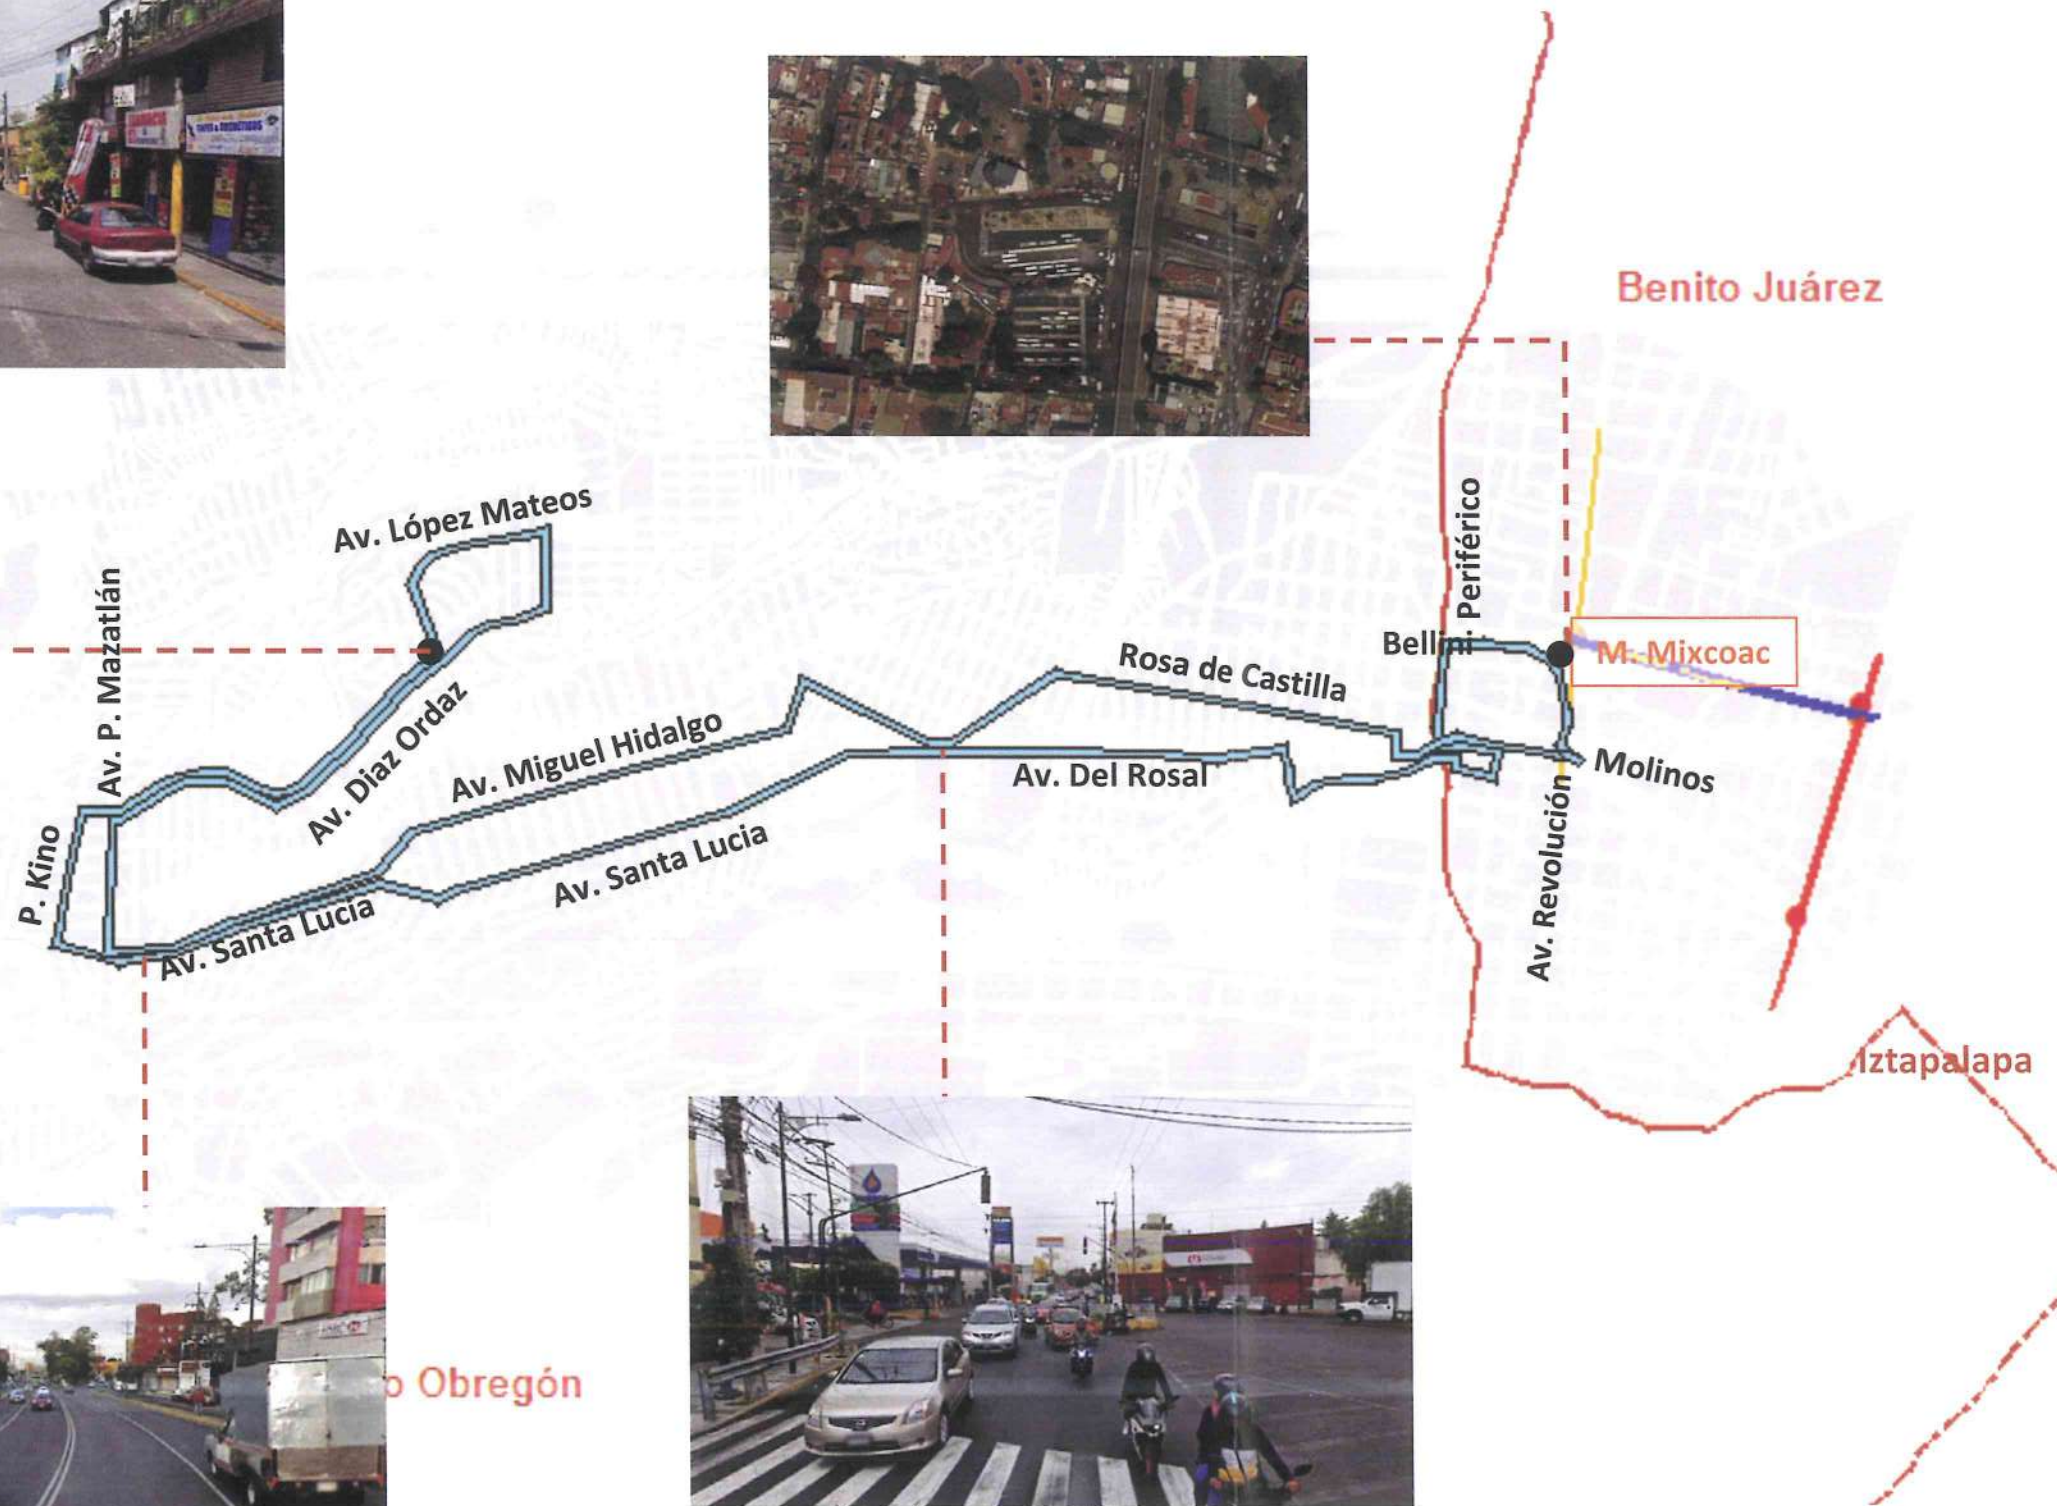 Benito Juárez
Av. López Mateos
Periférico
Av. P. Mazatlán
Bellini
M. Mixcoac
Rosa de Castilla
Av. Diaz Ordaz
Av. Miguel Hidalgo
Av. Del Rosal
Molinos
P. Kino
Av. Santa Lucia
Av. Revolución
Av. Santa Lucia
Iztapalapa
o Obregón